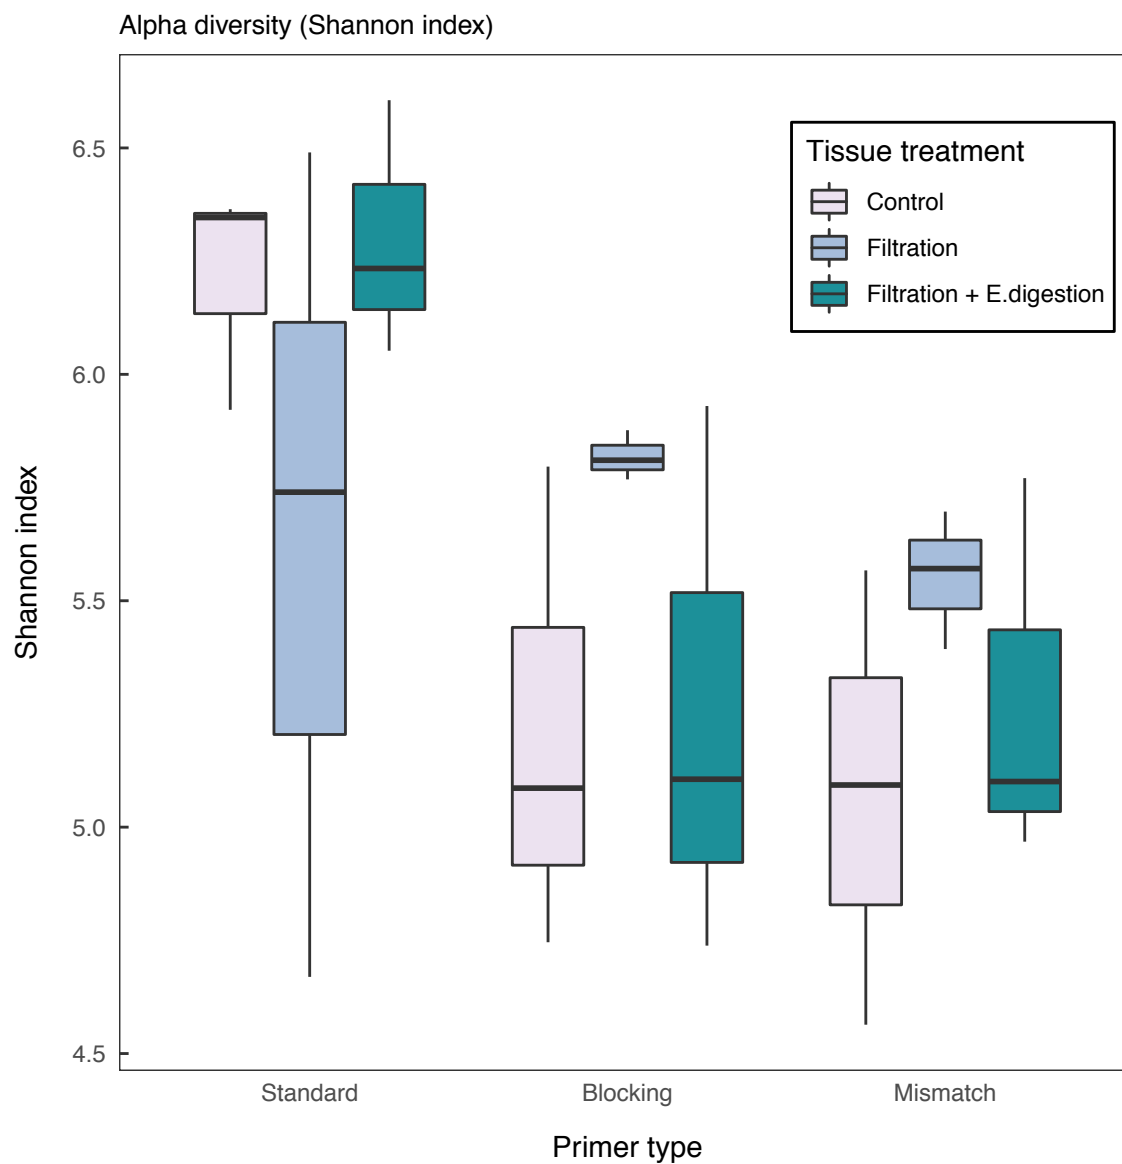 Alpha diversity (Shannon index)
Tissue treatment
Control
Filtration
Filtration + E.digestion
Shannon index
6.5
6.0
5.5
5.0
4.5
Standard
Blocking
Mismatch
Primer type